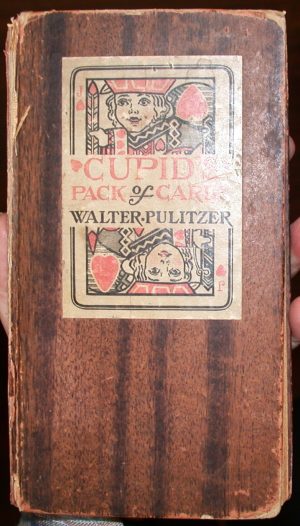 J
CUPID'S
PACK of CARDS
WALTER·PULITZER
J